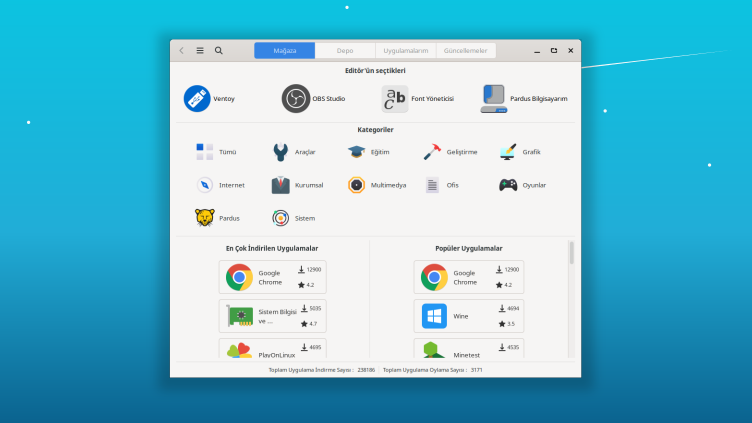 Mağaza Depo Uygulamalarım Güncellemeler
Editör'ün seçtikleri
Ventoy OBS Studio Font Yöneticisi Pardus Bilgisayarım
Kategoriler
Tümü Araçlar Eğitim Geliştirme Grafik
Internet Kurumsal Multimedya Ofis Oyunlar
Pardus Sistem
En Çok İndirilen Uygulamalar
Google
Chrome
12900
4.2
Sistem Bilgisi
ve ...
5035
4.7
PlayOnLinux
4695
Popüler Uygulamalar
Google
Chrome
12900
4.2
Wine
4694
3.5
Minetest
4535
Toplam Uygulama İndirme Sayısı : 238186 Toplam Uygulama Oylama Sayısı : 3171